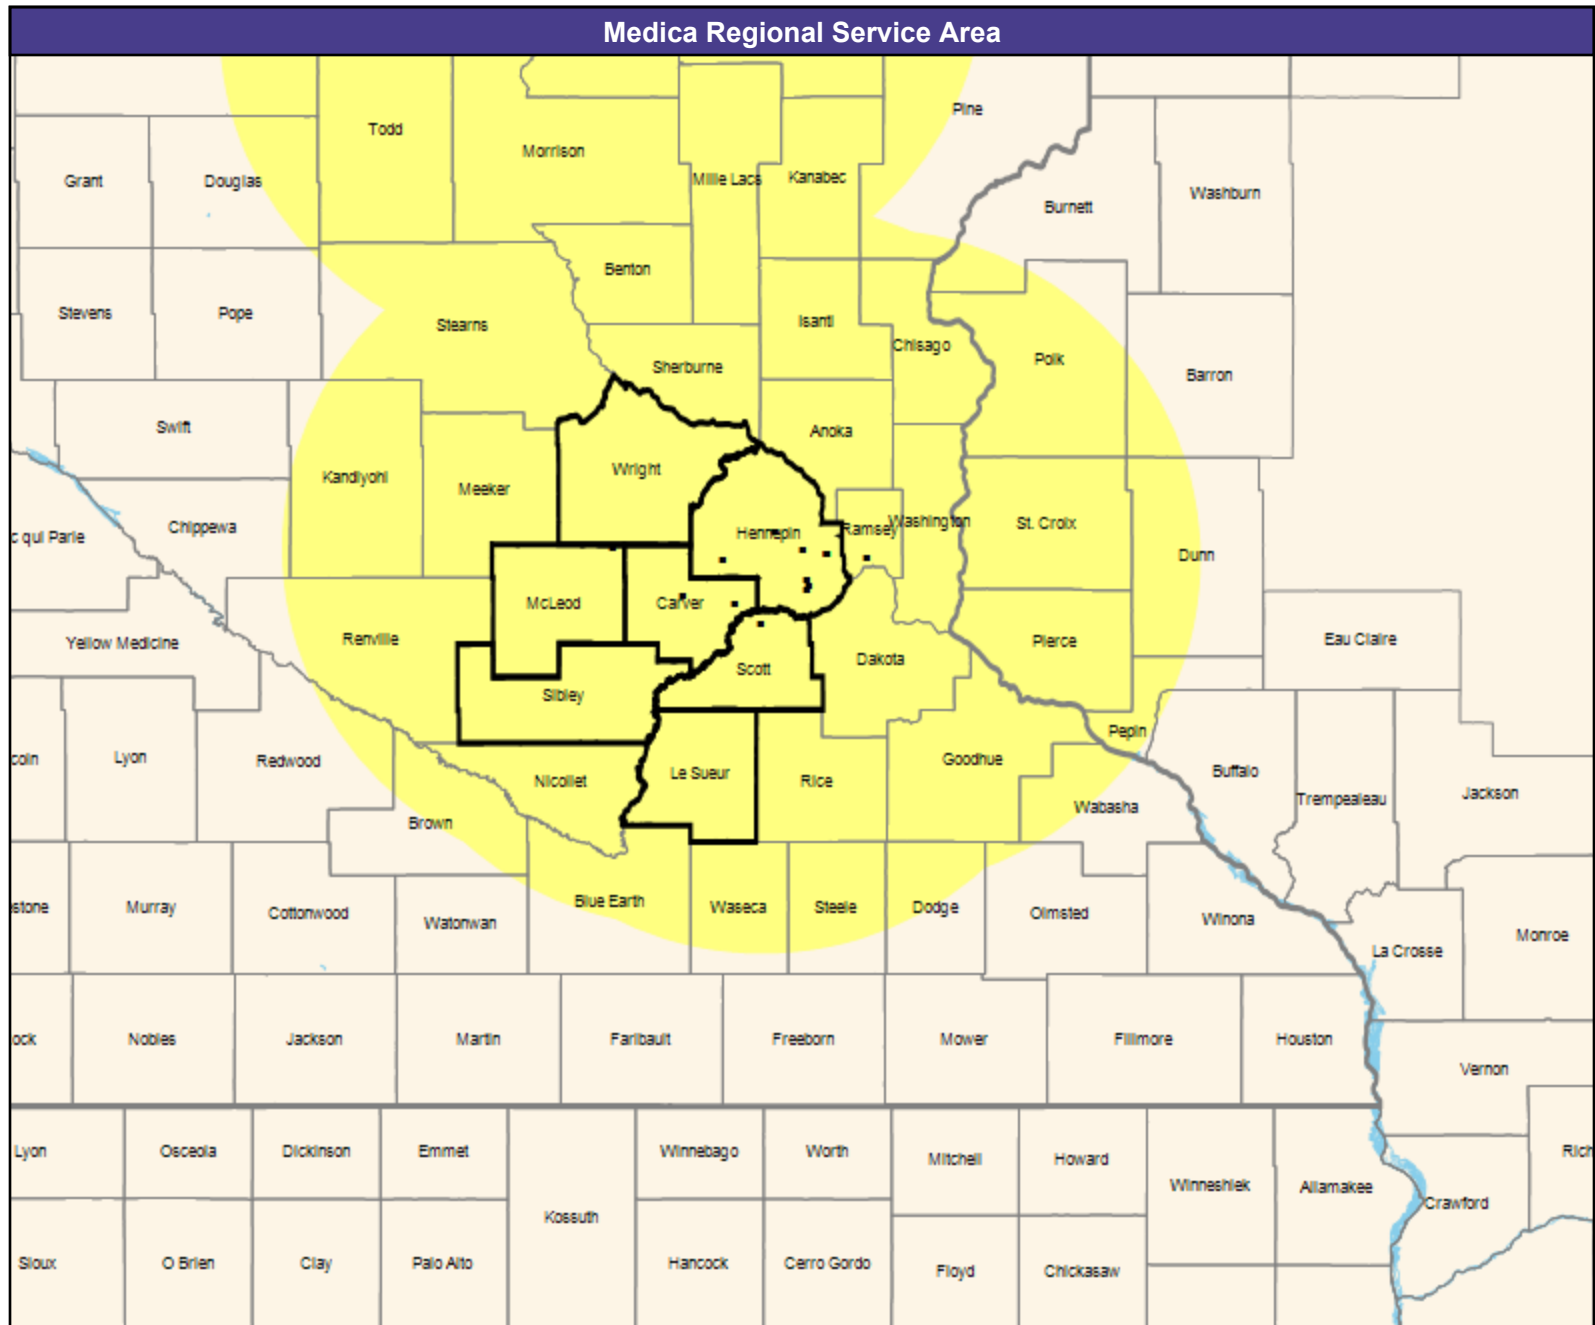 Medica Regional Service Area
Pine
Todd
Morrison
Grant
Douglas
Mille Lacs
Kanabec
Washburn
Burnett
Benton
Stevens
Pope
Stearns
Isanti
Chisago
Polk
Barron
Sherburne
Swift
Anoka
Wright
Kandiyohi
Meeker
Chippewa
c qui Parle
Hennepin
Ramsey
Washington
St. Croix
Dunn
McLeod
Carver
Yellow Medicine
Renville
Scott
Dakota
Pierce
Eau Claire
Sibley
Pepin
coln
Lyon
Redwood
Nicollet
Le Sueur
Rice
Goodhue
Buffalo
Trempealeau
Jackson
Wabasha
Brown
stone
Murray
Cottonwood
Watonwan
Blue Earth
Waseca
Steele
Dodge
Olmsted
Winona
La Crosse
Monroe
ock
Nobles
Jackson
Martin
Faribault
Freeborn
Mower
Fillmore
Houston
Vernon
Lyon
Osceola
Dickinson
Emmet
Winnebago
Worth
Mitchell
Howard
Rich
Winneshiek
Allamakee
Crawford
Kossuth
Sioux
O Brien
Clay
Palo Alto
Hancock
Cerro Gordo
Floyd
Chickasaw